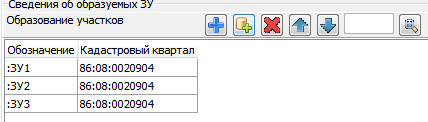 Сведения об образуемых ЗУ
Образование участков
Обозначение Кадастровый квартал
:ЗУ1 86:08:0020904
:ЗУ2 86:08:0020904
:ЗУ3 86:08:0020904